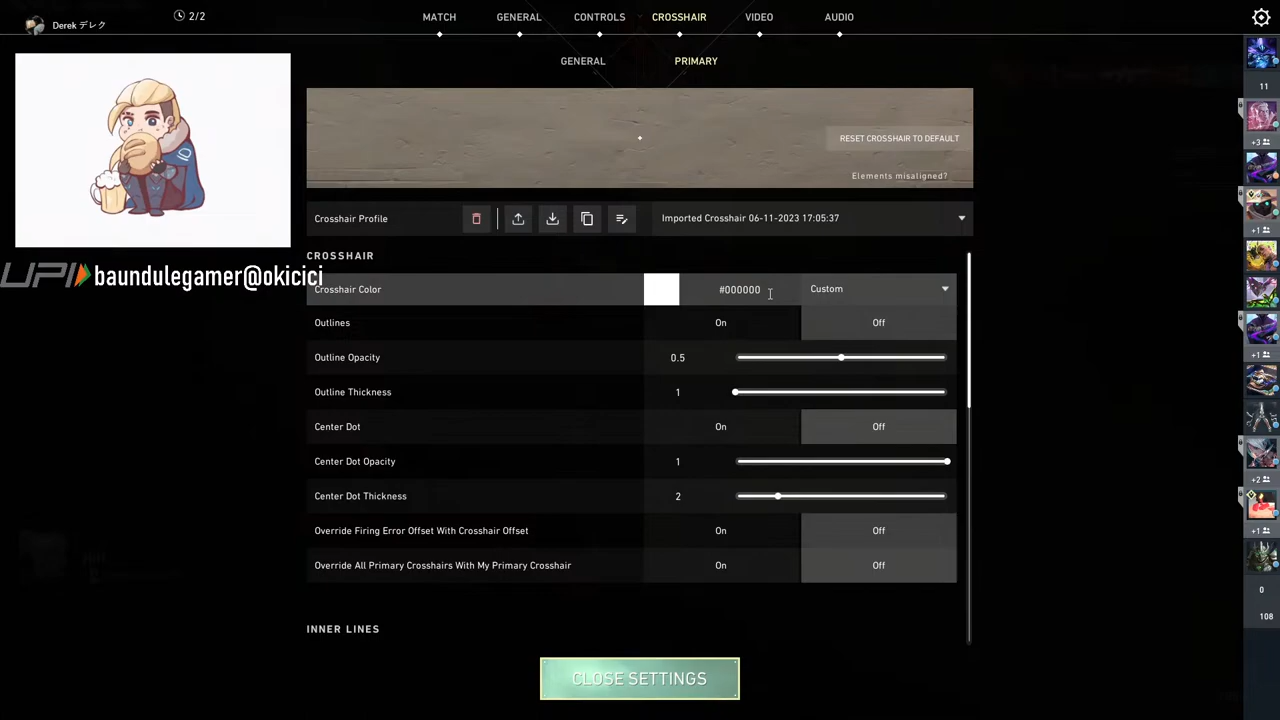 Derek デレク
2/2
MATCH
GENERAL
CONTROLS
CROSSHAIR
VIDEO
AUDIO
GENERAL
PRIMARY
RESET CROSSHAIR TO DEFAULT
Elements misaligned?
Crosshair Profile
Imported Crosshair 06-11-2023 17:05:37
UPI baundulegamer@okicici
CROSSHAIR
Crosshair Color #000000 Custom
Outlines On Off
Outline Opacity 0.5
Outline Thickness 1
Center Dot On Off
Center Dot Opacity 1
Center Dot Thickness 2
Override Firing Error Offset With Crosshair Offset On Off
Override All Primary Crosshairs With My Primary Crosshair On Off
INNER LINES
CLOSE SETTINGS
11
+3
+1
+1
+2
+1
0
108